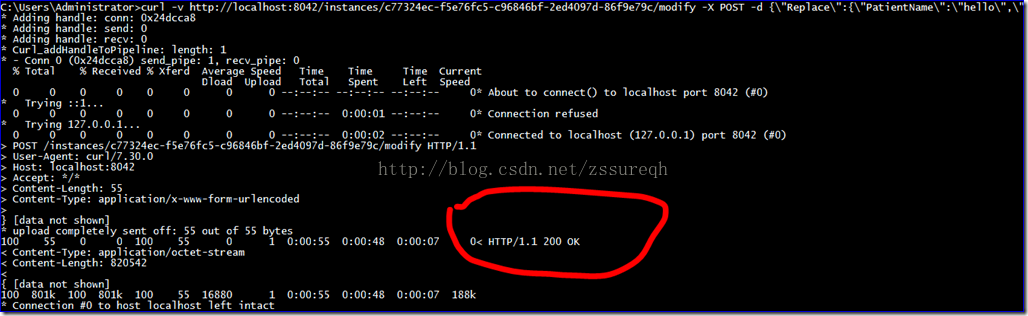 C:\Users\Administrator>curl -v http://localhost:8042/instances/c77324ec-f5e76fc5-c96846bf-2ed4097d-86f9e79c/modify -X POST -d {\"Replace\":{\"PatientName\":\"hello\",\"
* Adding handle: conn: 0x24dcca8
* Adding handle: send: 0
* Adding handle: recv: 0
* Curl_addHandleToPipeline: length: 1
* - Conn 0 (0x24dcca8) send_pipe: 1, recv_pipe: 0
  % Total    % Received % Xferd  Average Speed   Time    Time     Time  Current
                                 Dload  Upload   Total   Spent    Left  Speed
  0     0    0     0    0     0      0      0 --:--:-- --:--:-- --:--:--     0* About to connect() to localhost port 8042 (#0)
*   Trying ::1...
  0     0    0     0    0     0      0      0 --:--:--  0:00:01 --:--:--     0* Connection refused
*   Trying 127.0.0.1...
  0     0    0     0    0     0      0      0 --:--:--  0:00:02 --:--:--     0* Connected to localhost (127.0.0.1) port 8042 (#0)
> POST /instances/c77324ec-f5e76fc5-c96846bf-2ed4097d-86f9e79c/modify HTTP/1.1
> User-Agent: curl/7.30.0
http://blog.csdn.net/zssureqh
> Host: localhost:8042
> Accept: */*
> Content-Length: 55
> Content-Type: application/x-www-form-urlencoded
>
} [data not shown]
* upload completely sent off: 55 out of 55 bytes
100    55    0     0  100    55      0      1  0:00:55  0:00:48  0:00:07     0< HTTP/1.1 200 OK
< Content-Type: application/octet-stream
< Content-Length: 820542
<
{ [data not shown]
100  801k  100  801k  100    55  16880      1  0:00:55  0:00:48  0:00:07  188k
* Connection #0 to host localhost left intact